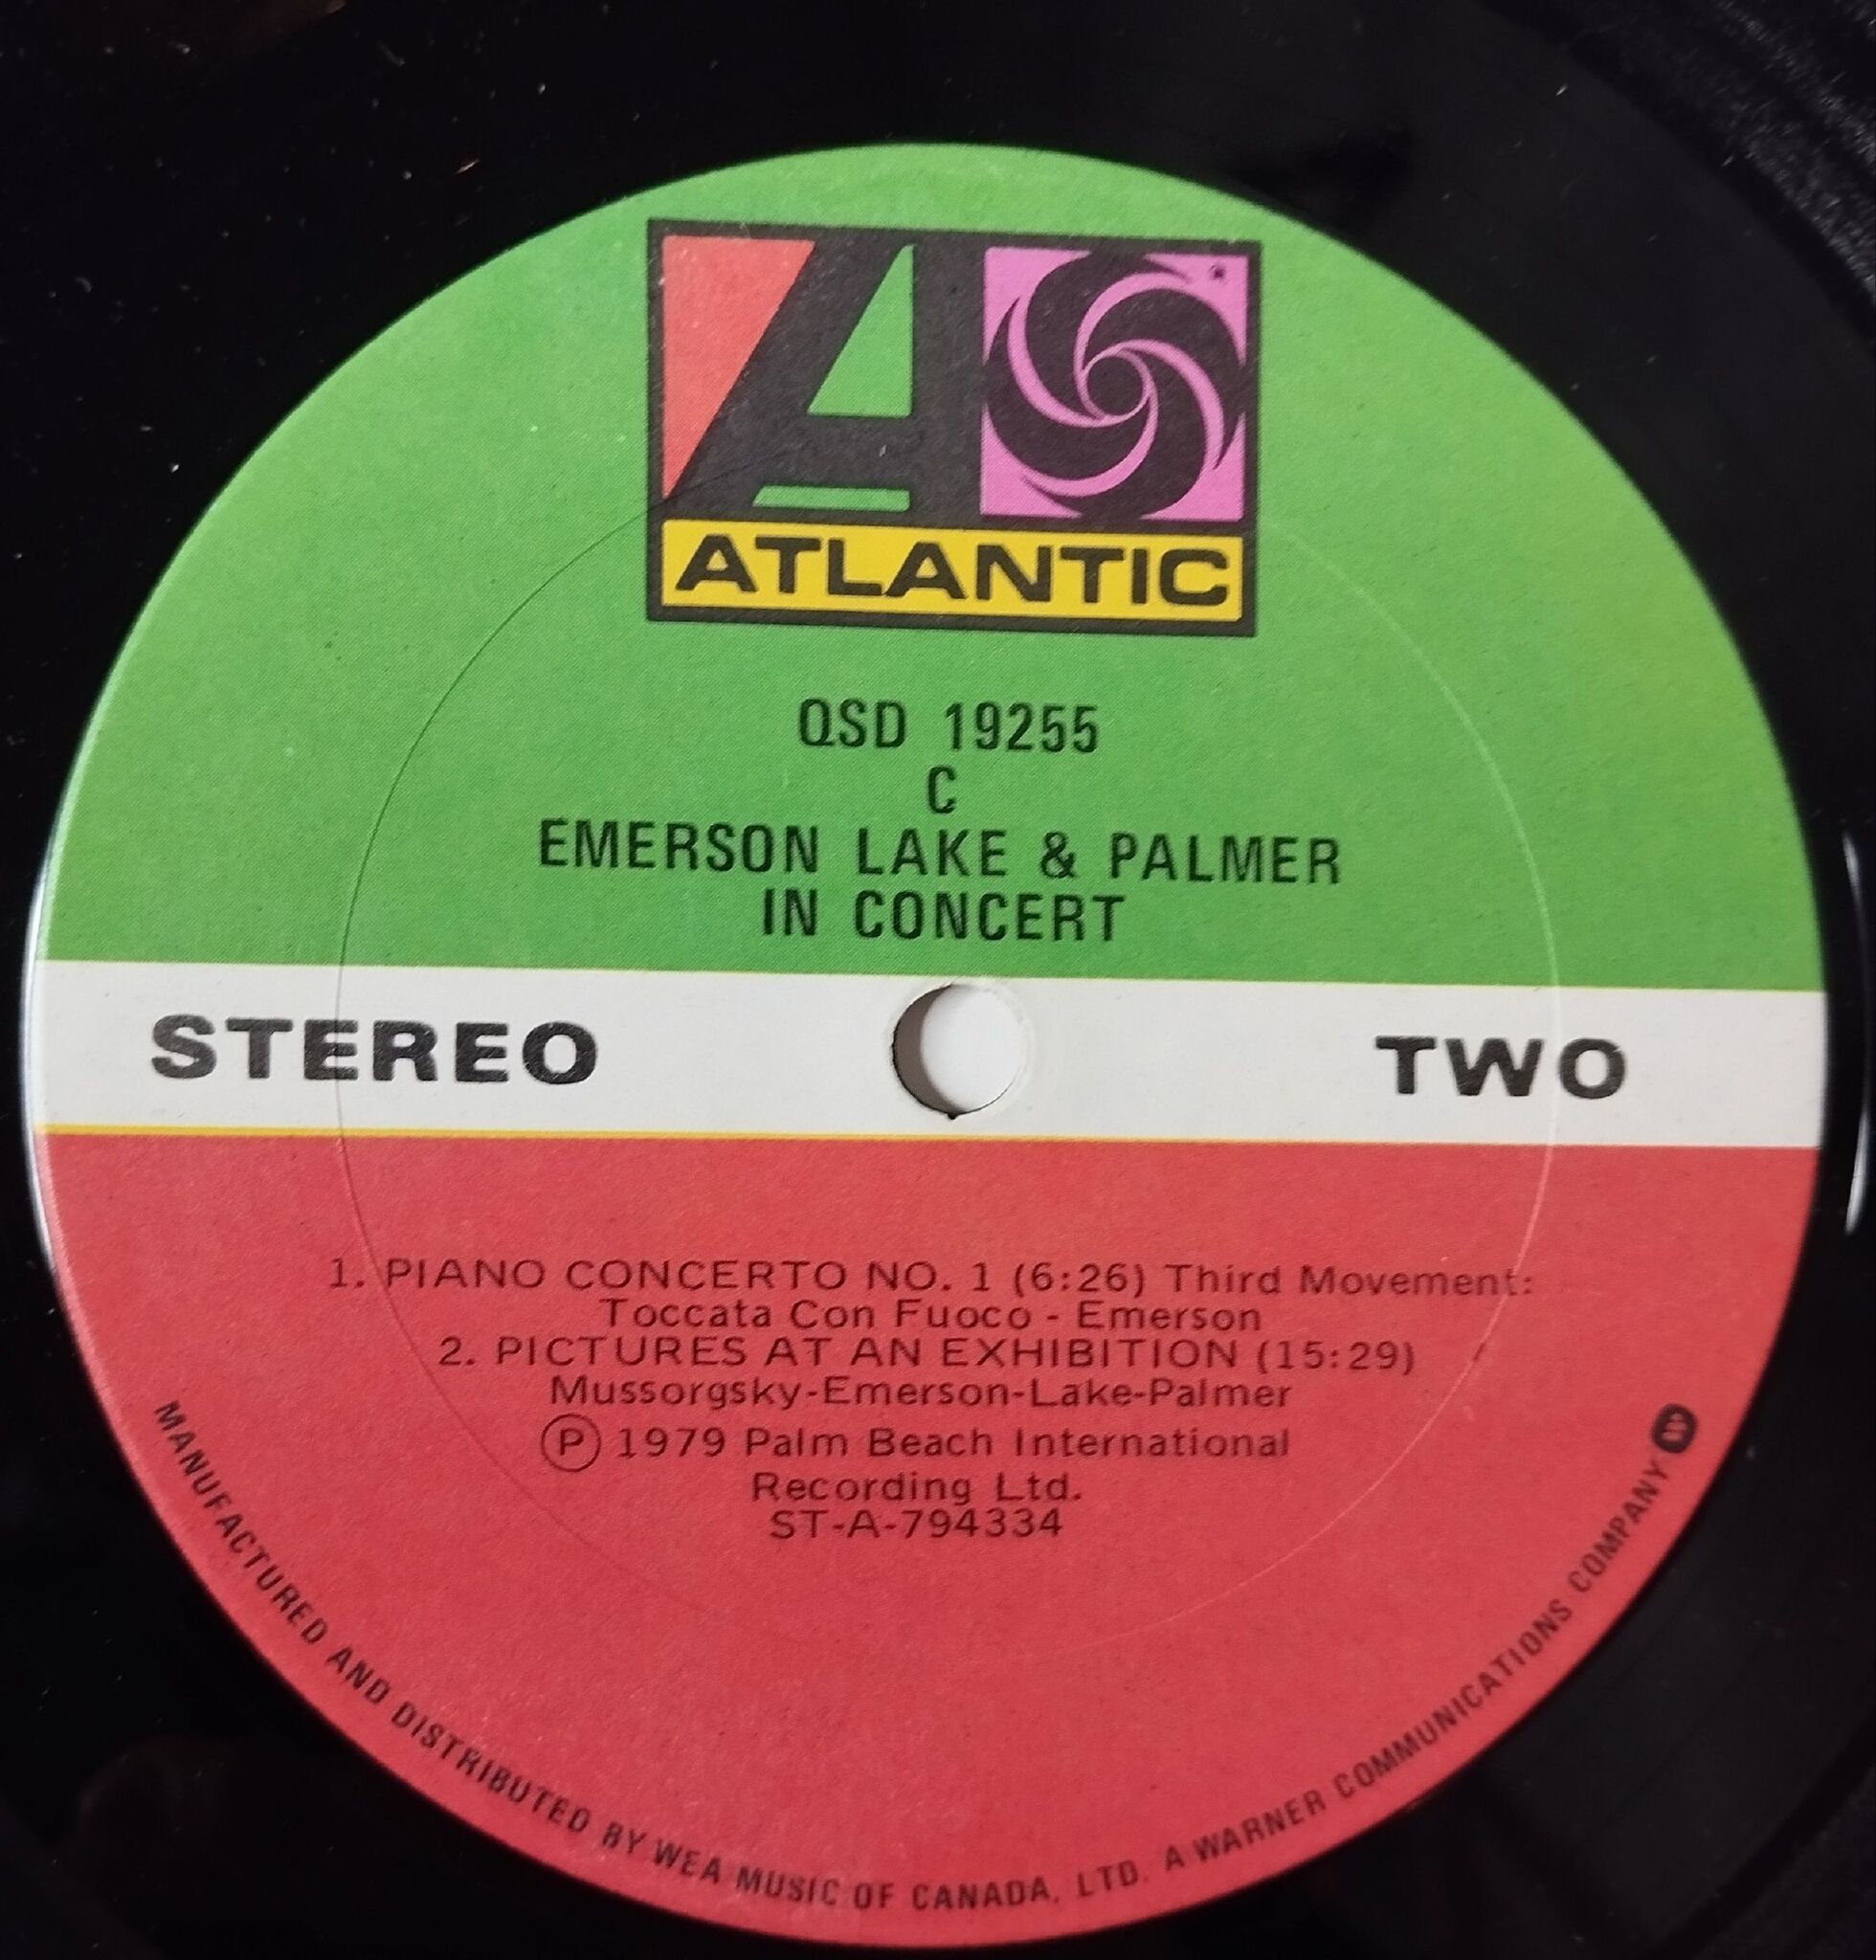 ATLANTIC
QSD 19255
C
EMERSON LAKE & PALMER
IN CONCERT
STEREO
TWO
1. PIANO CONCERTO NO. 1 (6:26) Third Movement:
Toccata Con Fuoco - Emerson
2. PICTURES AT AN EXHIBITION (15:29)
Mussorgsky-Emerson-Lake-Palmer
Ⓟ 1979 Palm Beach International
Recording Ltd.
ST-A-794334
MANUFACTURED AND DISTRIBUTED BY WEA MUSIC OF CANADA, LTD. A WARNER COMMUNICATIONS COMPANY